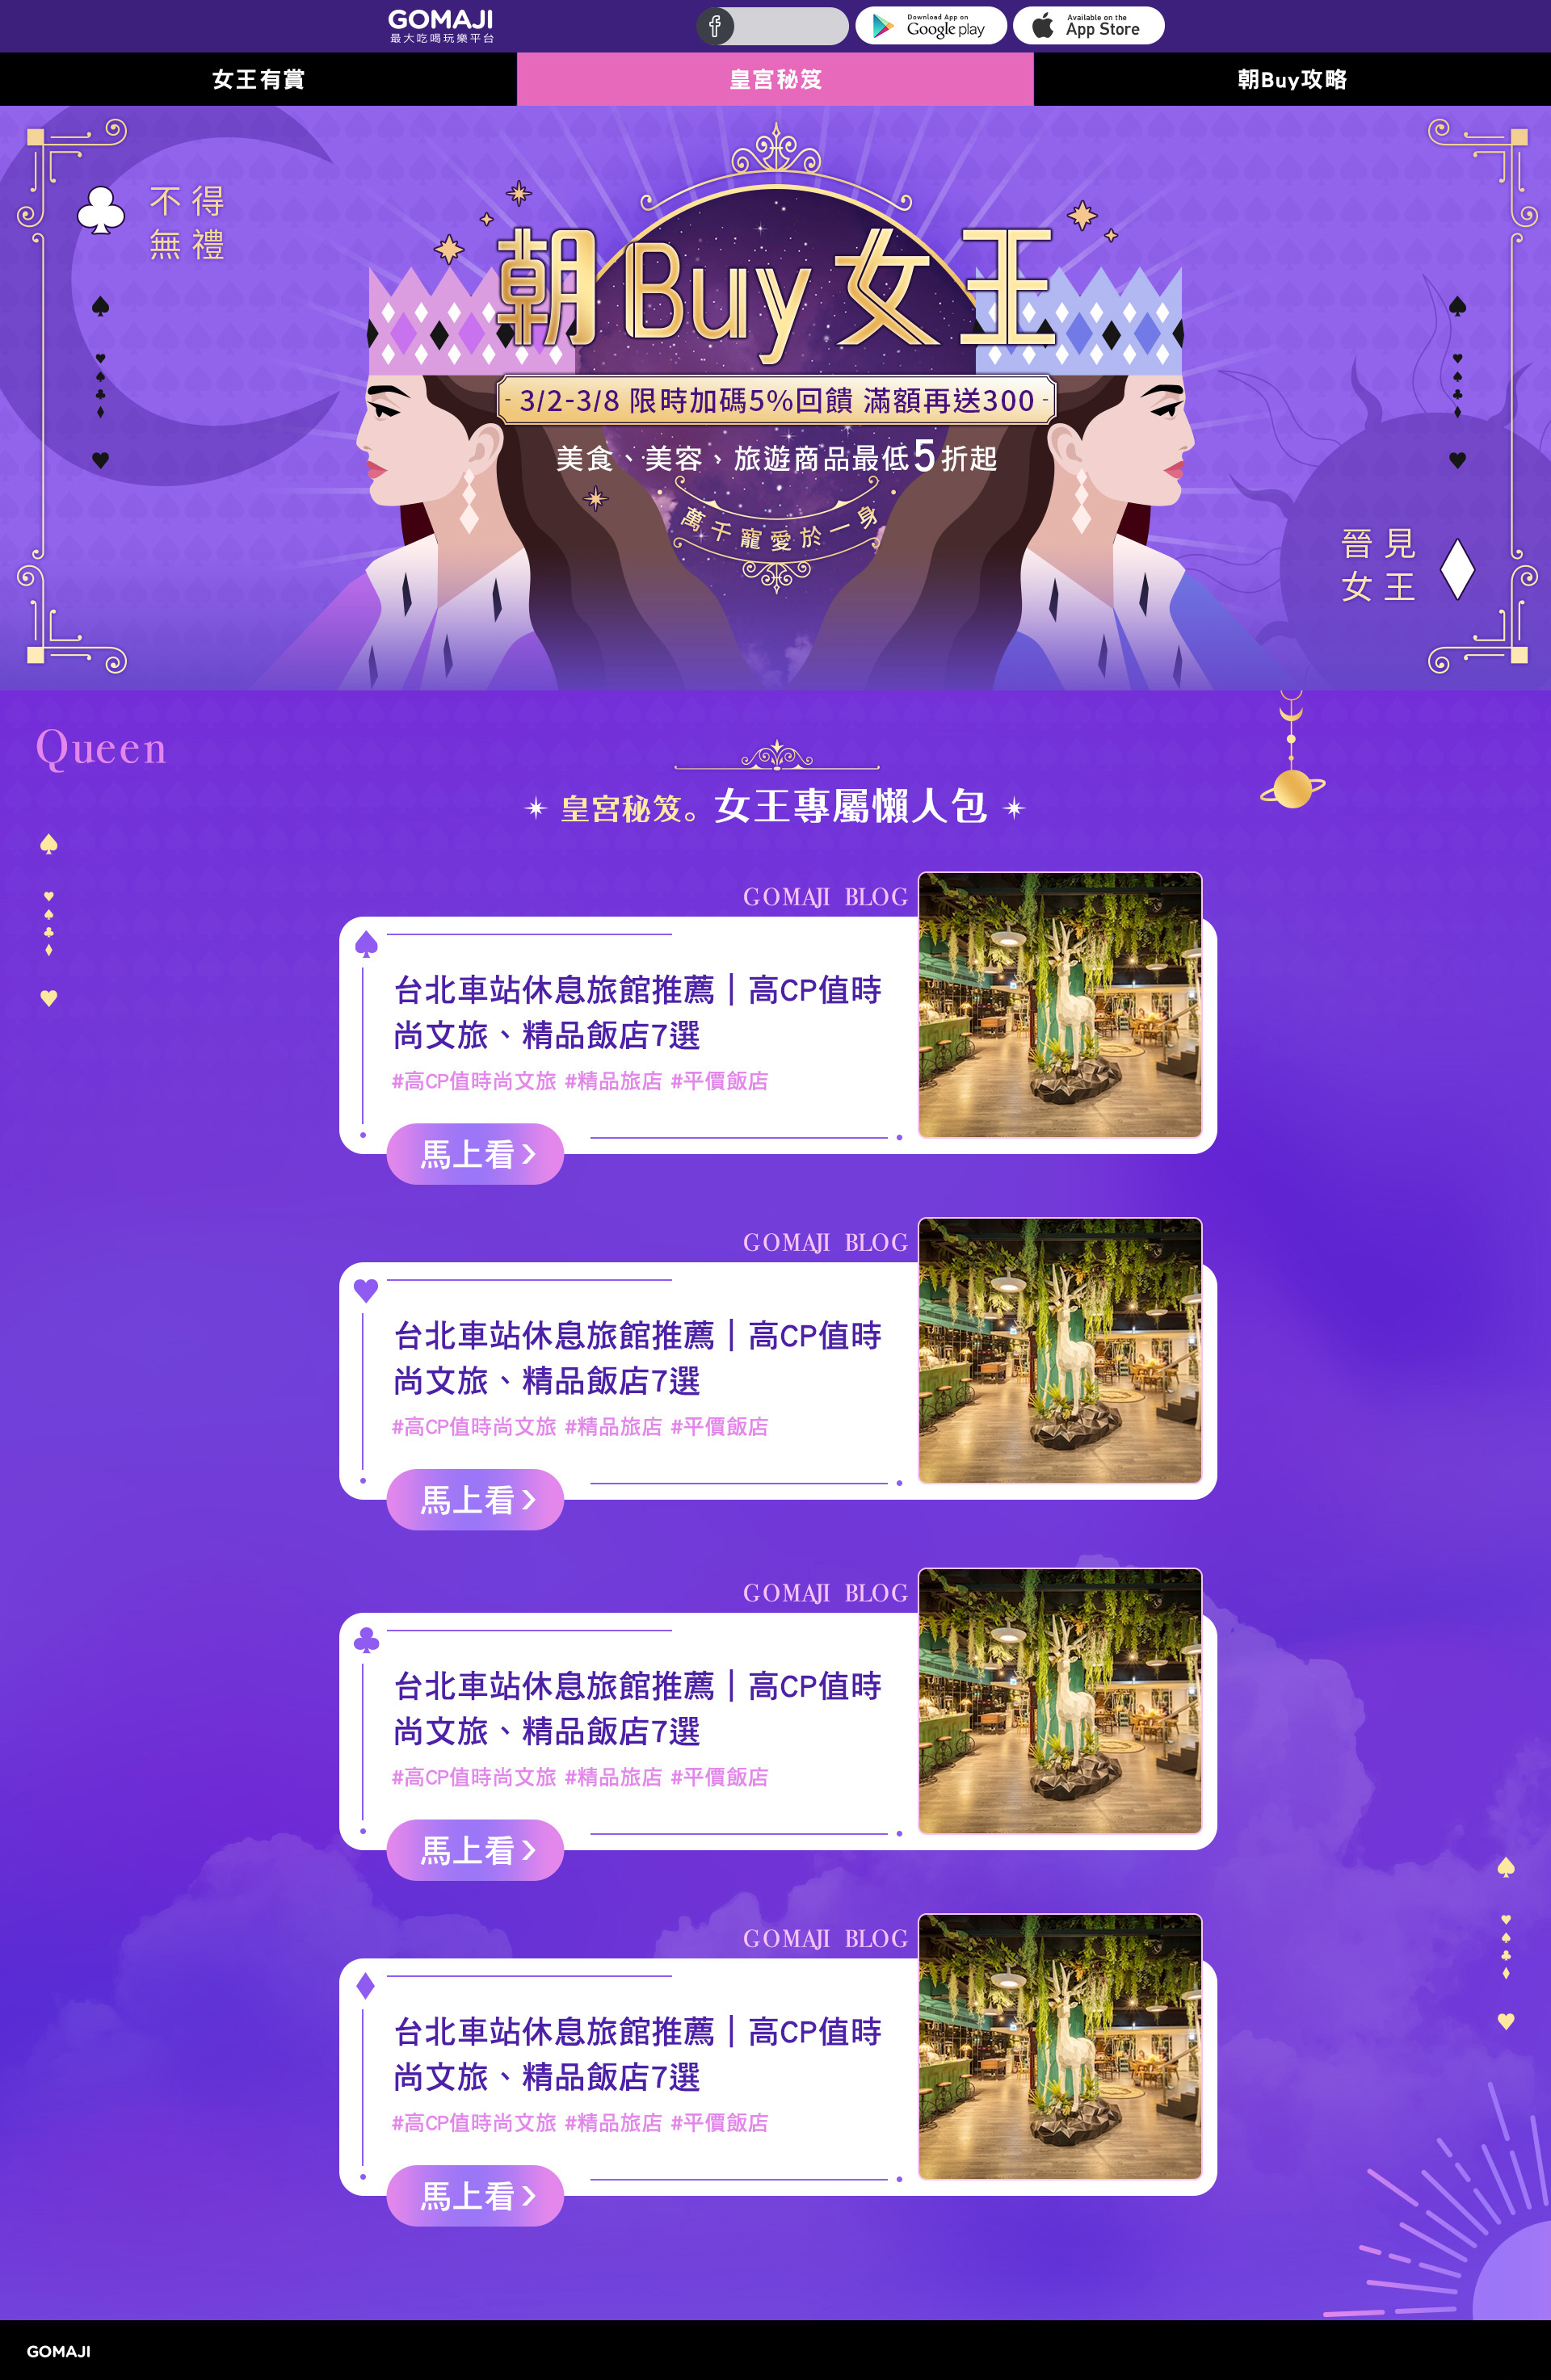 GOMAJI
最大吃喝玩樂平台
Download App on
Google play
Available on the
App Store
女王有賞
皇宮秘笈
朝Buy攻略
不得
無禮
朝Buy女王
3/2-3/8 限時加碼5%回饋 滿額再送300
美食、美容、旅遊商品最低5折起
萬千寵愛於一身
晉見
女王
Queen
皇宮秘笈。女王專屬懶人包
GOMAJI BLOG
台北車站休息旅館推薦｜高CP值時
尚文旅、精品飯店7選
#高CP值時尚文旅 #精品旅店 #平價飯店
馬上看
GOMAJI BLOG
台北車站休息旅館推薦｜高CP值時
尚文旅、精品飯店7選
#高CP值時尚文旅 #精品旅店 #平價飯店
馬上看
GOMAJI BLOG
台北車站休息旅館推薦｜高CP值時
尚文旅、精品飯店7選
#高CP值時尚文旅 #精品旅店 #平價飯店
馬上看
GOMAJI BLOG
台北車站休息旅館推薦｜高CP值時
尚文旅、精品飯店7選
#高CP值時尚文旅 #精品旅店 #平價飯店
馬上看
GOMAJI